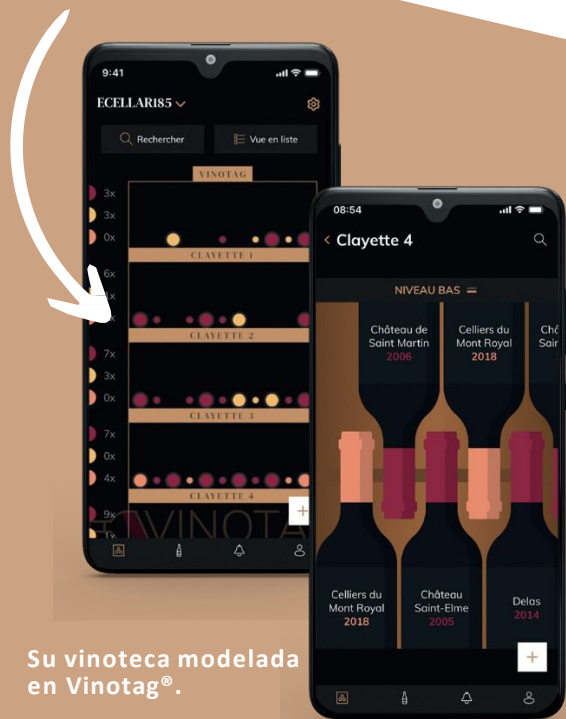 9:41
ECELLAR185
Rechercher
Vue en liste
VINOTAG
3x
3x
0x
CLAYETTE 1
6x
CLAYETTE 2
7x
3x
0x
CLAYETTE 3
7x
0x
4x
CLAYETTE 4
9x
VINOTA
+
08:54
Clayette 4
NIVEAU BAS
Château de
Saint Martin
2006
Celliers du
Mont Royal
2018
Celliers du
Mont Royal
2018
Château
Saint-Elme
2005
Delas
2014
+
Su vinoteca modelada
en Vinotag®.